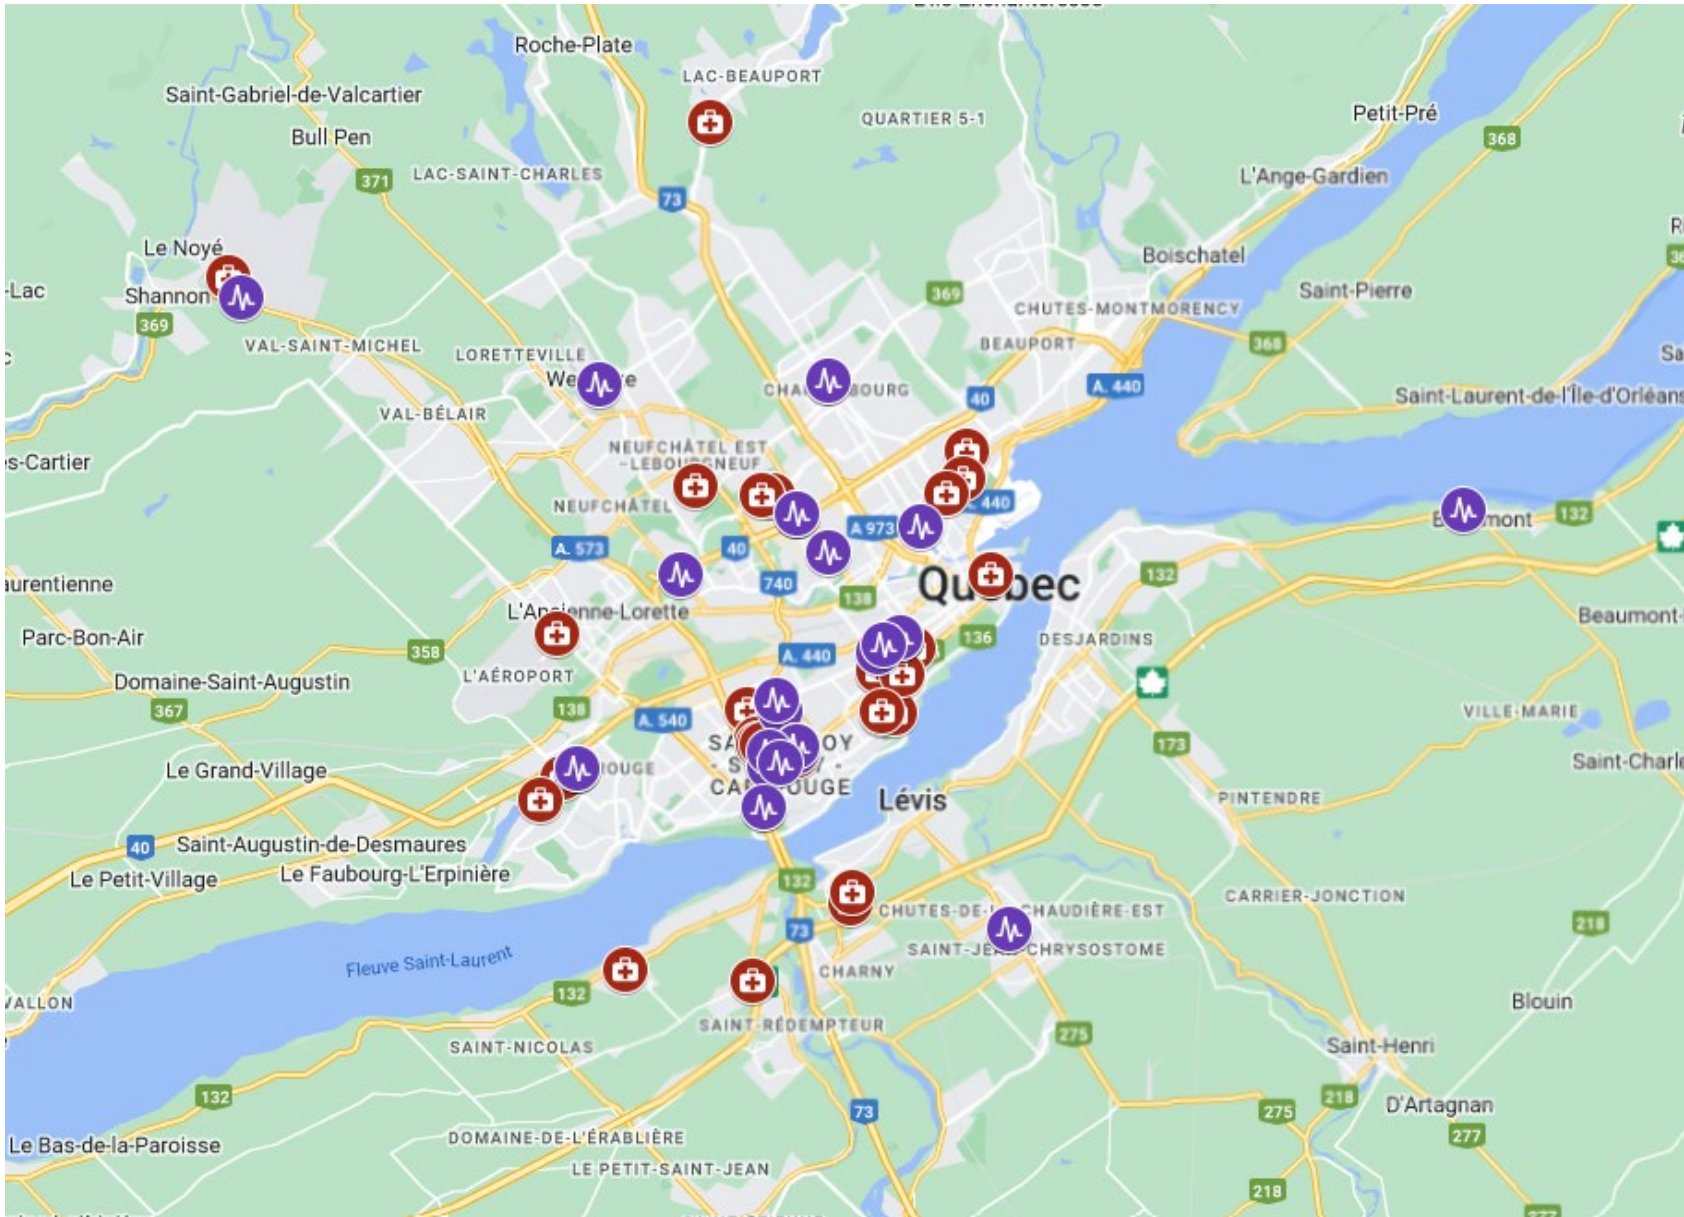 Roche-Plate
LAC-BEAUPORT
Saint-Gabriel-de-Valcartier
Bull Pen
QUARTIER 5-1
Petit-Pré
368
LAC-SAINT-CHARLES
371
L'Ange-Gardien
73
Le Noyé
Boischatel
-Lac
Shannon
369
Saint-Pierre
369
CHUTES-MONTMORENCY
VAL-SAINT-MICHEL
LORETTEVILLE
BEAUPORT
368
A. 440
40
Saint-Laurent-de-l'Île-d'Orléans
VAL-BÉLAIR
NEUFCHÂTEL EST
-LEBOURGNEUF
s-Cartier
NEUFCHÂTEL
440
132
A 973
A. 573
40
Québec
132
aurentienne
740
138
L'Ancienne-Lorette
Beaumont-
Parc-Bon-Air
358
136
DESJARDINS
A. 440
L'AÉROPORT
Domaine-Saint-Augustin
367
138
A. 540
VILLE-MARIE
173
Le Grand-Village
Saint-Charle
Lévis
PINTENDRE
40
Saint-Augustin-de-Desmaures
Le Petit-Village
Le Faubourg-L'Erpinière
132
CARRIER-JONCTION
218
73
SAINT-JEAN-CHRYSOSTOME
Fleuve Saint-Laurent
CHARNY
132
VALLON
Blouin
SAINT-RÉDEMPTEUR
275
SAINT-NICOLAS
Saint-Henri
132
218
275
73
D'Artagnan
277
DOMAINE-DE-L'ÉRABLIÈRE
Le Bas-de-la-Paroisse
LE PETIT-SAINT-JEAN
218